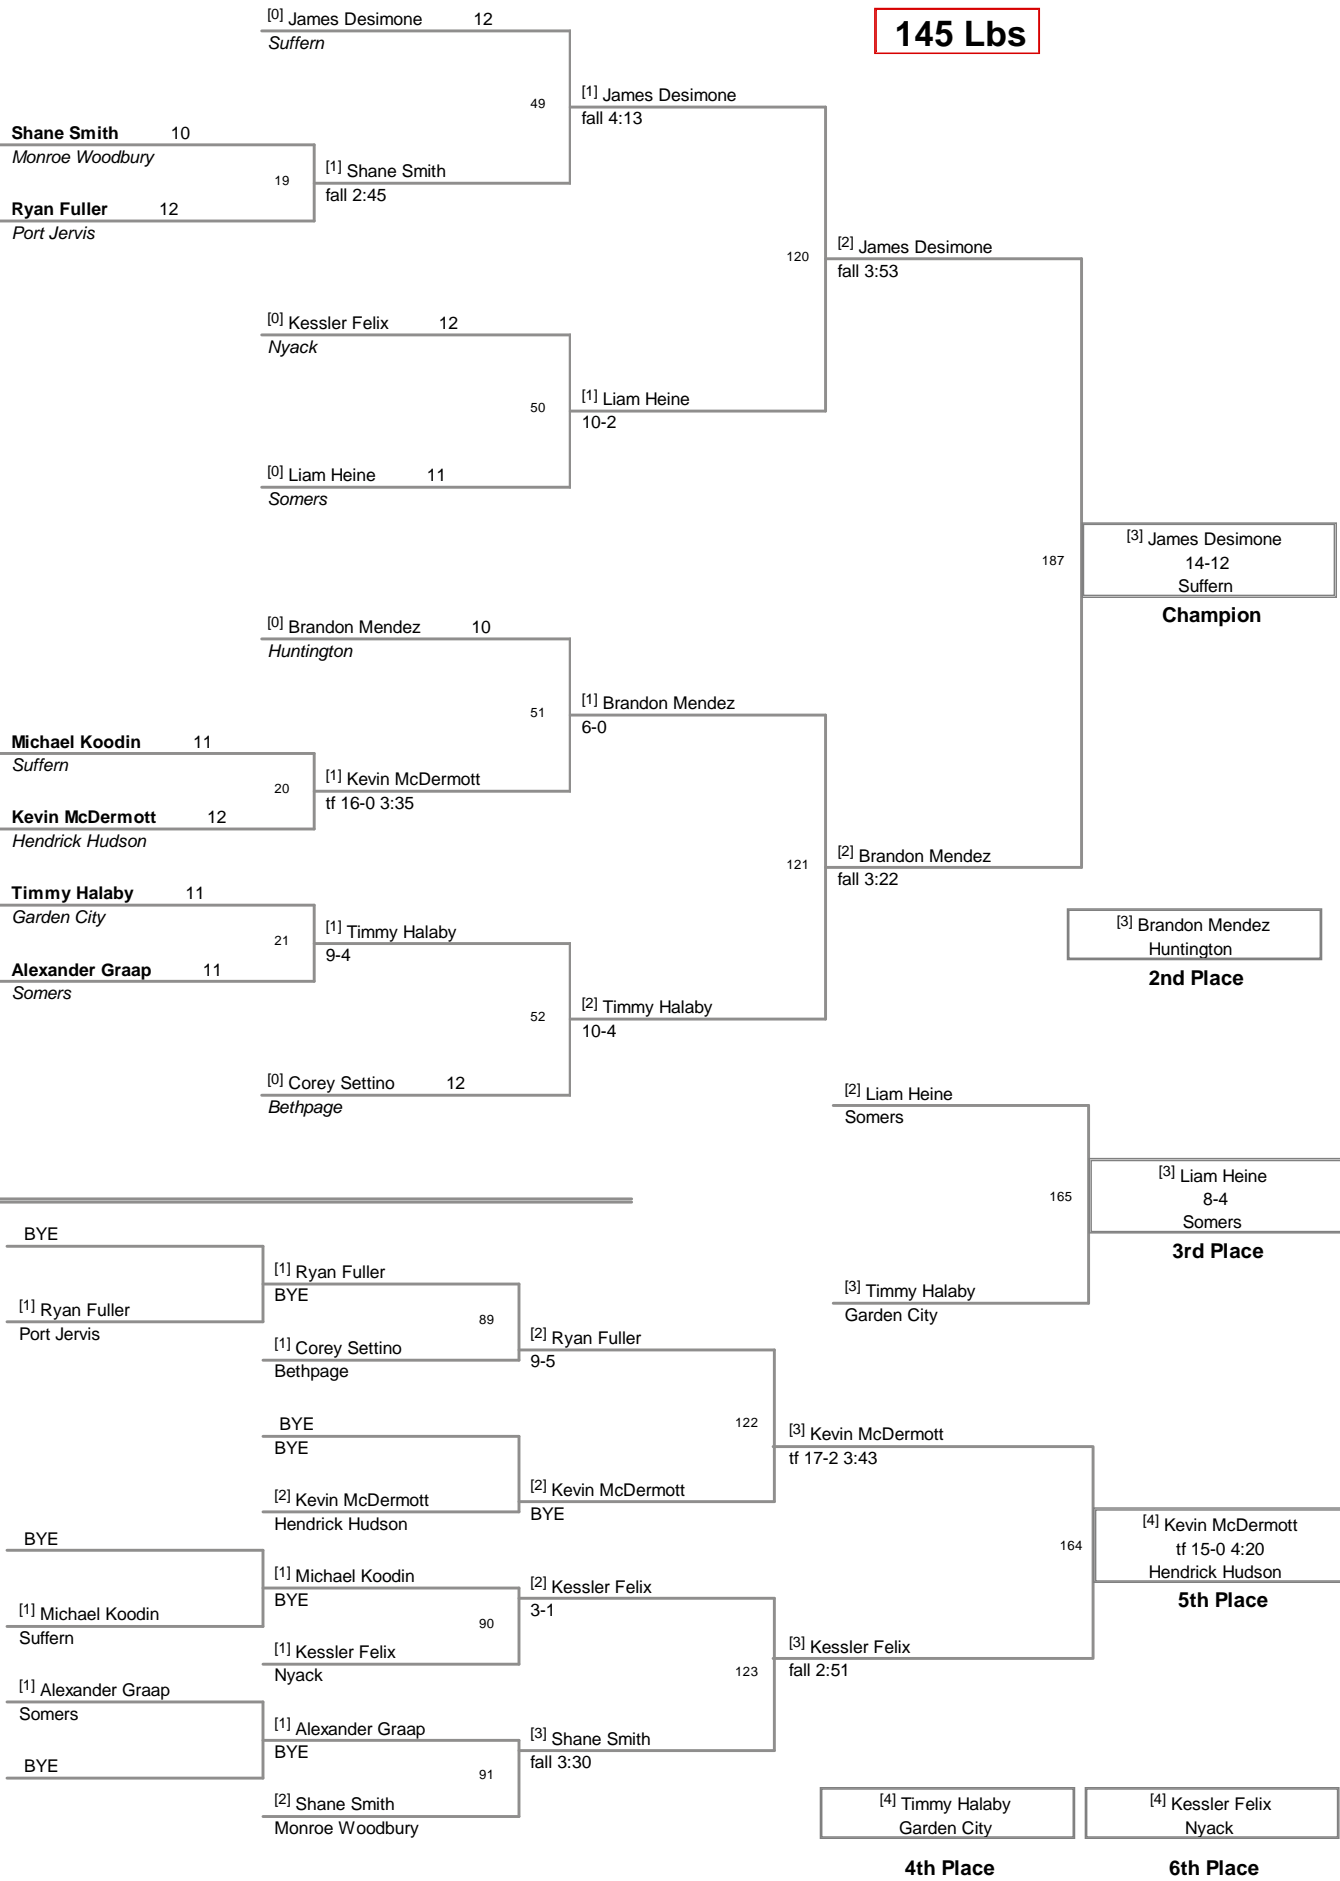 [0] James Desimone 12
Suffern
145 Lbs
49
[1] James Desimone
fall 4:13
Shane Smith 10
Monroe Woodbury
19
[1] Shane Smith
fall 2:45
Ryan Fuller 12
Port Jervis
120
[2] James Desimone
fall 3:53
[0] Kessler Felix 12
Nyack
50
[1] Liam Heine
10-2
[0] Liam Heine 11
Somers
187
[3] James Desimone
14-12
Suffern
Champion
[0] Brandon Mendez 10
Huntington
51
[1] Brandon Mendez
6-0
Michael Koodin 11
Suffern
20
[1] Kevin McDermott
tf 16-0 3:35
Kevin McDermott 12
Hendrick Hudson
121
[2] Brandon Mendez
fall 3:22
Timmy Halaby 11
Garden City
21
[1] Timmy Halaby
9-4
Alexander Graap 11
Somers
[3] Brandon Mendez
Huntington
2nd Place
52
[2] Timmy Halaby
10-4
[0] Corey Settino 12
Bethpage
[2] Liam Heine
Somers
165
[3] Liam Heine
8-4
Somers
3rd Place
[3] Timmy Halaby
Garden City
BYE
[1] Ryan Fuller
BYE
[1] Ryan Fuller
Port Jervis
89
[1] Corey Settino
Bethpage
[2] Ryan Fuller
9-5
BYE
BYE
122
[3] Kevin McDermott
tf 17-2 3:43
[2] Kevin McDermott
Hendrick Hudson
[2] Kevin McDermott
BYE
BYE
164
[4] Kevin McDermott
tf 15-0 4:20
Hendrick Hudson
5th Place
[1] Michael Koodin
BYE
[1] Michael Koodin
Suffern
90
[2] Kessler Felix
3-1
[1] Kessler Felix
Nyack
123
[3] Kessler Felix
fall 2:51
[1] Alexander Graap
Somers
[1] Alexander Graap
BYE
BYE
91
[3] Shane Smith
fall 3:30
[2] Shane Smith
Monroe Woodbury
[4] Timmy Halaby
Garden City
4th Place
[4] Kessler Felix
Nyack
6th Place